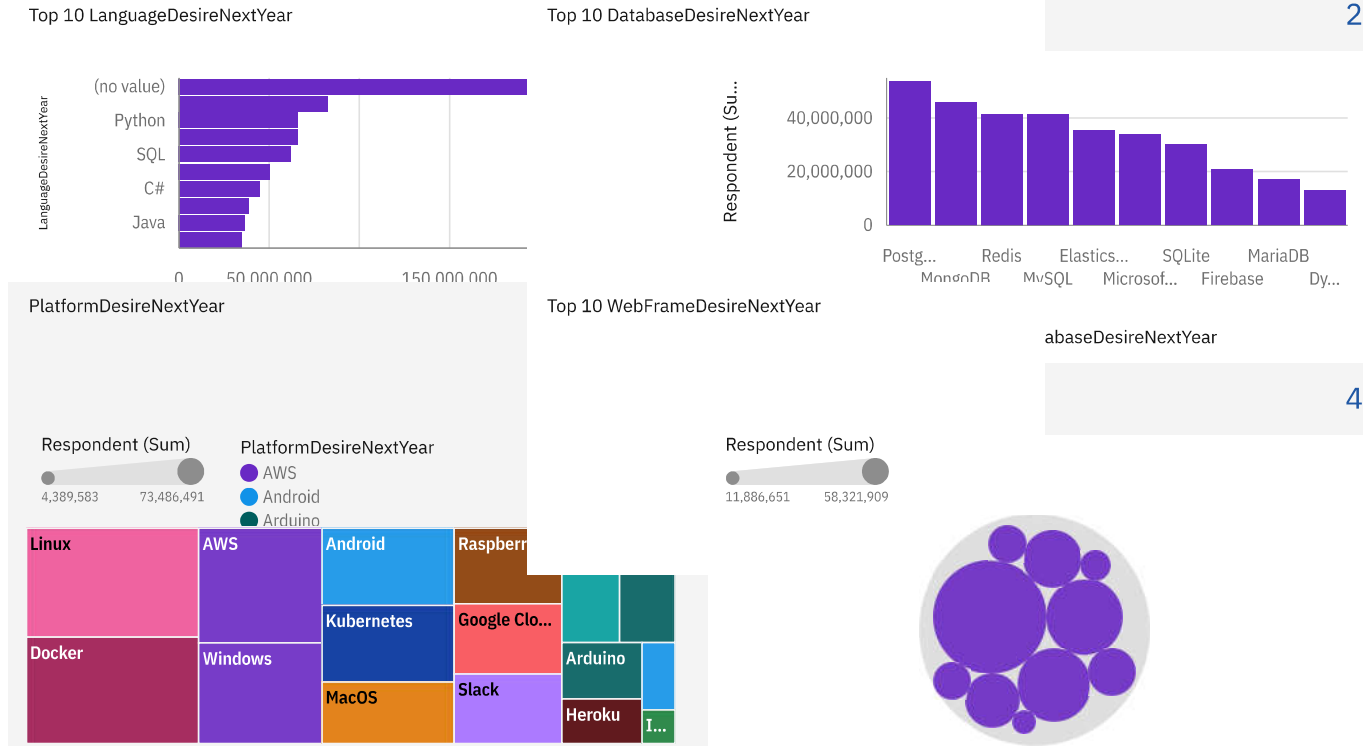 Top 10 LanguageDesireNextYear
LanguageDesireNextYear
(no value)
Python
SQL
C#
Java
0 50 000 000 150 000 000
Top 10 DatabaseDesireNextYear
2
Respondent (Su...
40,000,000
20,000,000
0
Postg... Redis Elastics... SQLite MariaDB
MongoDB MySQL Microsof... Firebase Dy...
PlatformDesireNextYear
Respondent (Sum)
4,389,583 73,486,491
PlatformDesireNextYear
AWS
Android
Arduino
Linux
Docker
AWS
Windows
Android
Kubernetes
MacOS
Raspberr
Google Clo...
Slack
Arduino
Heroku
I...
Top 10 WebFrameDesireNextYear
abaseDesireNextYear
4
Respondent (Sum)
11,886,651 58,321,909